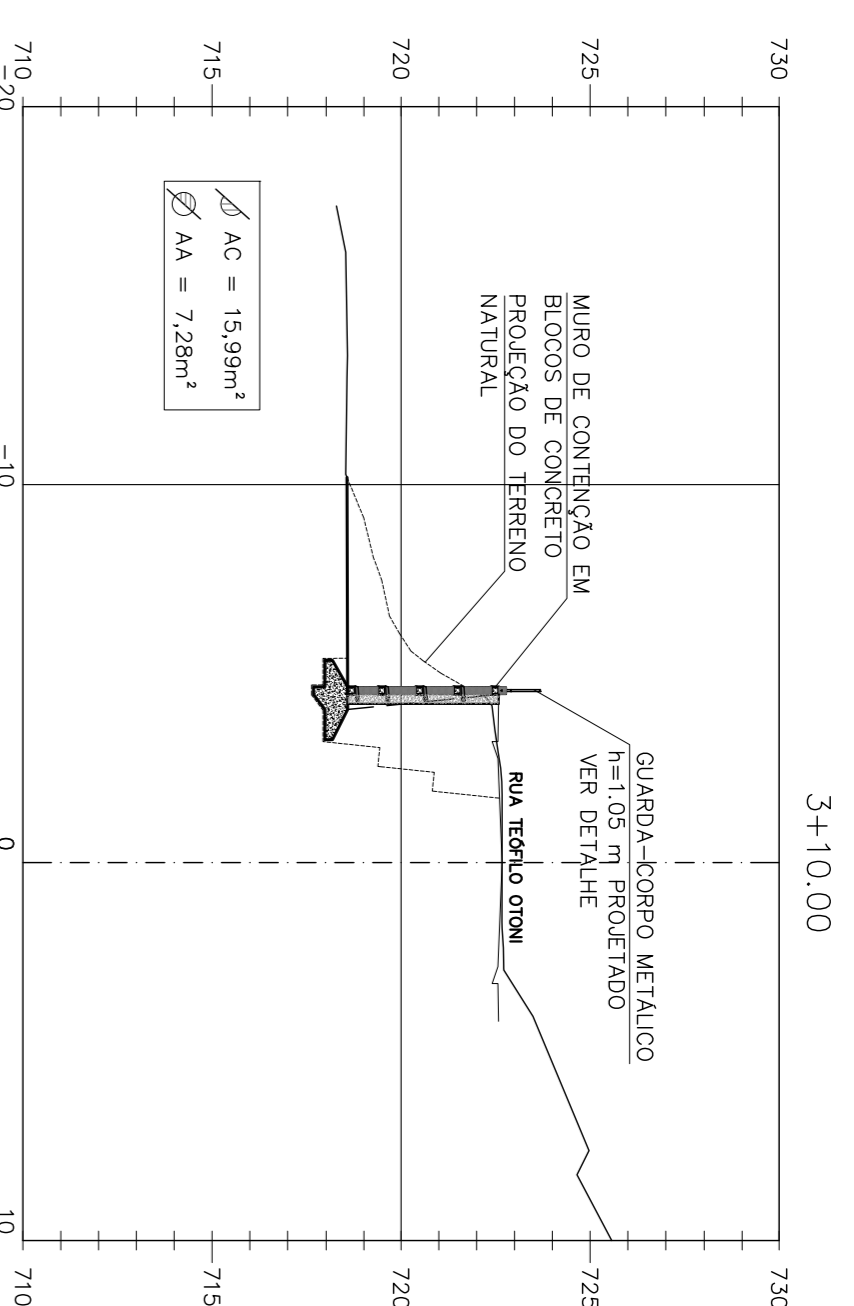 3+10.00
730
725
720
715
710
730
725
720
715
710
GUARDA-CORPO METÁLICO
h=1.05 m PROJETADO
VER DETALHE
MURO DE CONTENÇÃO EM
BLOCOS DE CONCRETO
PROJEÇÃO DO TERRENO
NATURAL
RUA TEÓFILO OTONI
AC = 15,99m²
AA = 7,28m²
-20
-10
0
10